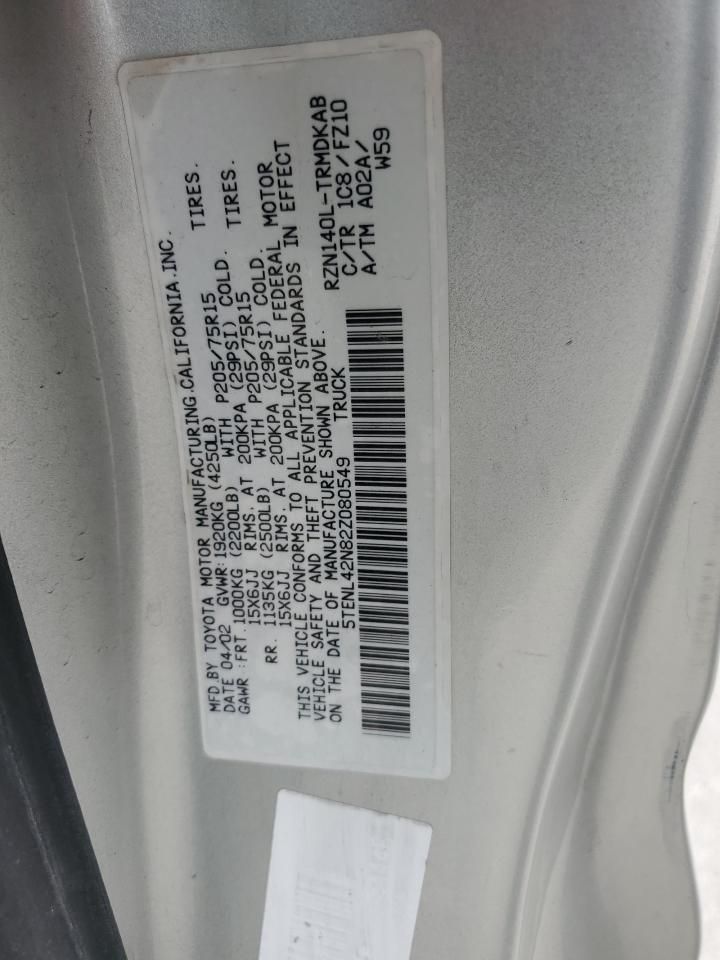 MFD.BY TOYOTA MOTOR MANUFACTURING.CALIFORNIA.INC.
DATE 04/02 GVWR:1920KG (4250LB)
GAWR :FRT.1000KG (2200LB) WITH P205/75R15 TIRES.
15X6JJ RIMS. AT 200KPA (29PSI) COLD.
RR. 1135KG (2500LB) WITH P205/75R15 TIRES.
15X6JJ RIMS. AT 200KPA (29PSI) COLD.
THIS VEHICLE CONFORMS TO ALL APPLICABLE FEDERAL MOTOR
VEHICLE SAFETY AND THEFT PREVENTION STANDARDS IN EFFECT
ON THE DATE OF MANUFACTURE SHOWN ABOVE.
5TENL42N82Z080549 TRUCK
RZN140L-TRMDKAB
C/TR 1C8/FZ10
A/TM A02A/
W59